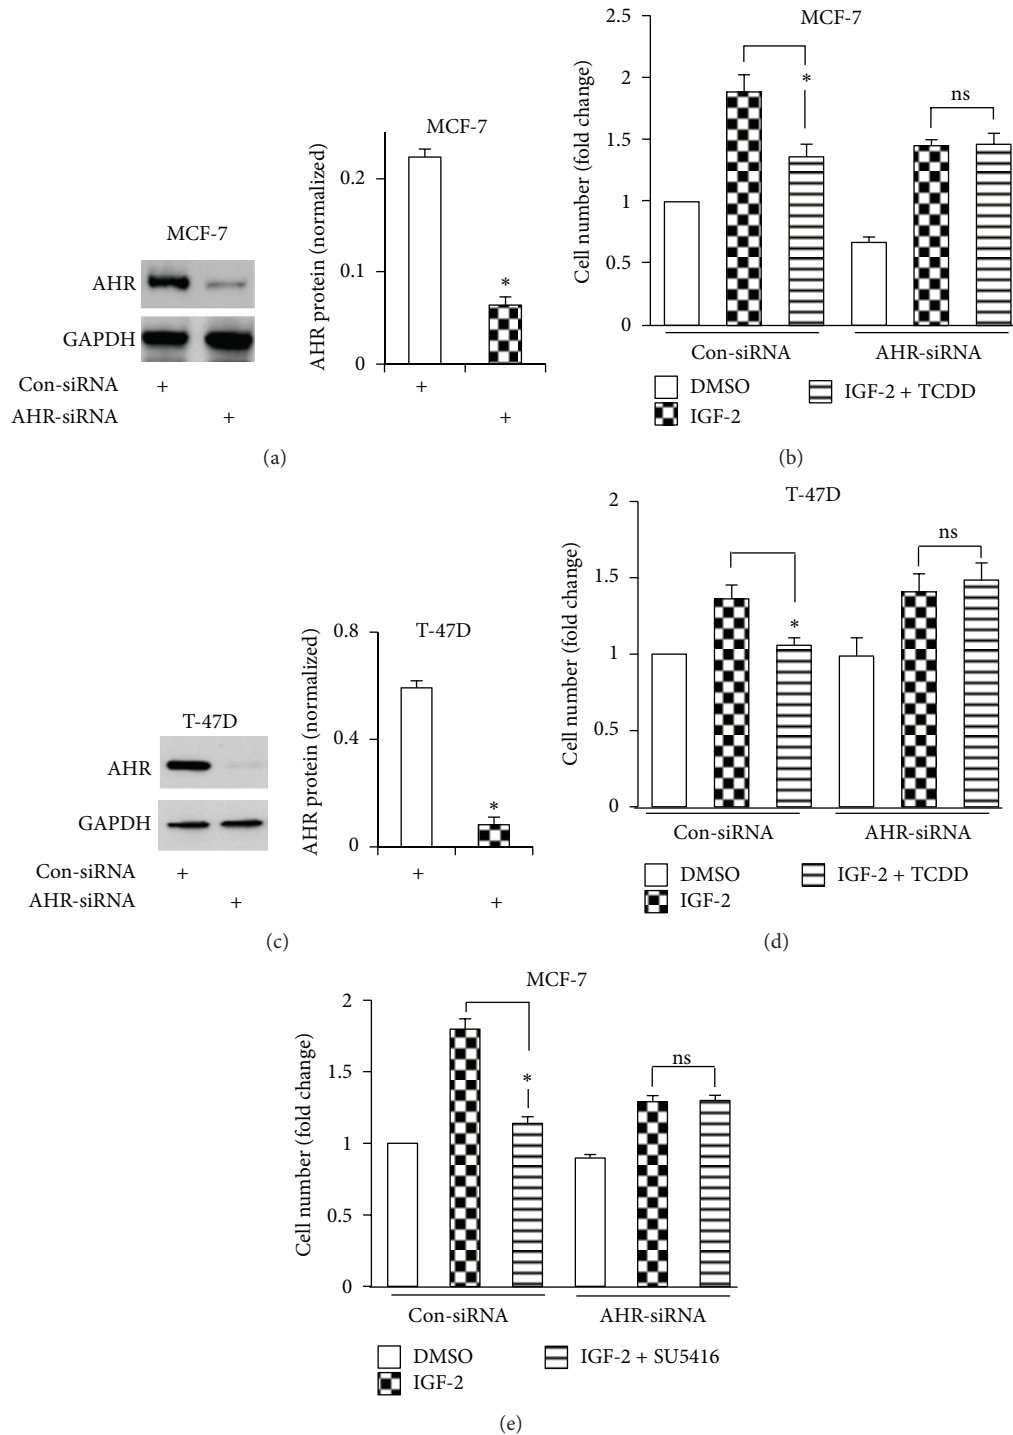 MCF-7
AHR
GAPDH
Con-siRNA +
AHR-siRNA +
MCF-7
AHR protein (normalized)
0.2
0.1
0
*
+
+
(a)
MCF-7
Cell number (fold change)
2.5
2
1.5
1
0.5
0
*
ns
Con-siRNA AHR-siRNA
DMSO
IGF-2
IGF-2 + TCDD
(b)
T-47D
AHR
GAPDH
Con-siRNA +
AHR-siRNA +
T-47D
AHR protein (normalized)
0.8
0.4
0
*
+
+
(c)
T-47D
Cell number (fold change)
2
1.5
1
0.5
0
*
ns
Con-siRNA AHR-siRNA
DMSO
IGF-2
IGF-2 + TCDD
(d)
MCF-7
Cell number (fold change)
2
1.5
1
0.5
0
*
ns
Con-siRNA AHR-siRNA
DMSO
IGF-2
IGF-2 + SU5416
(e)